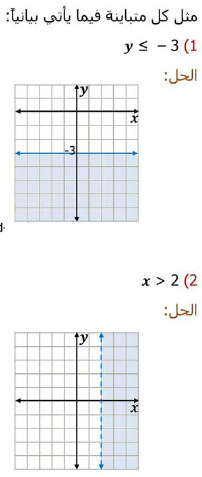 مثل كل متباينة فيما يأتي بيانياً:
1) y ≤ − 3
الحل:
y
x
-3
2) x > 2
الحل:
y
x